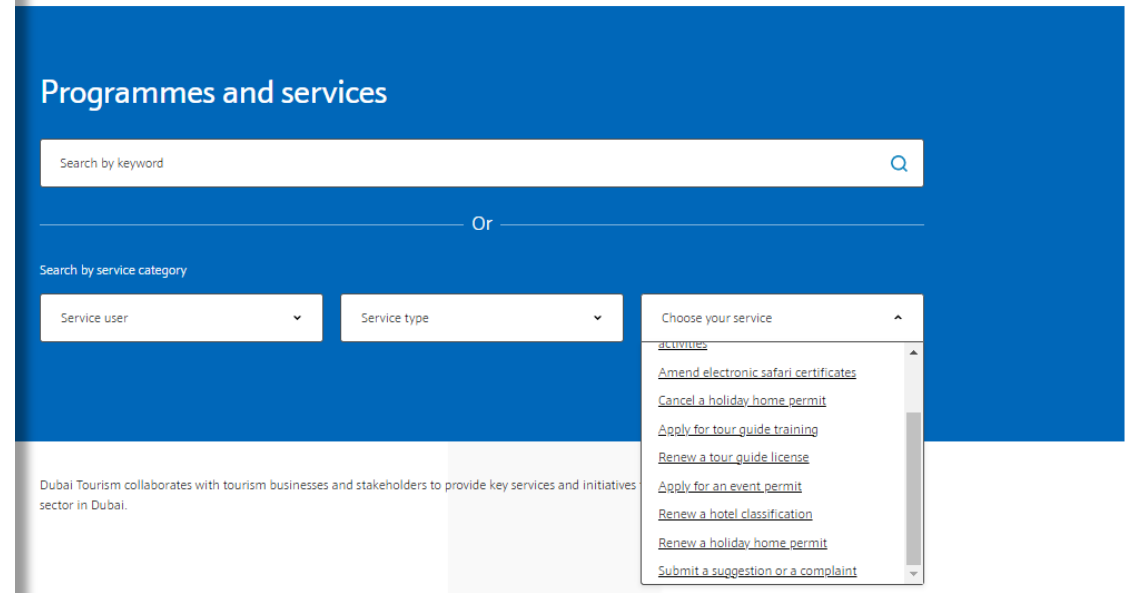 Programmes and services
Search by keyword
Or
Search by service category
Service user
Service type
Choose your service
activities
Amend electronic safari certificates
Cancel a holiday home permit
Apply for tour guide training
Renew a tour guide license
Apply for an event permit
Renew a hotel classification
Renew a holiday home permit
Submit a suggestion or a complaint
Dubai Tourism collaborates with tourism businesses and stakeholders to provide key services and initiatives
sector in Dubai.